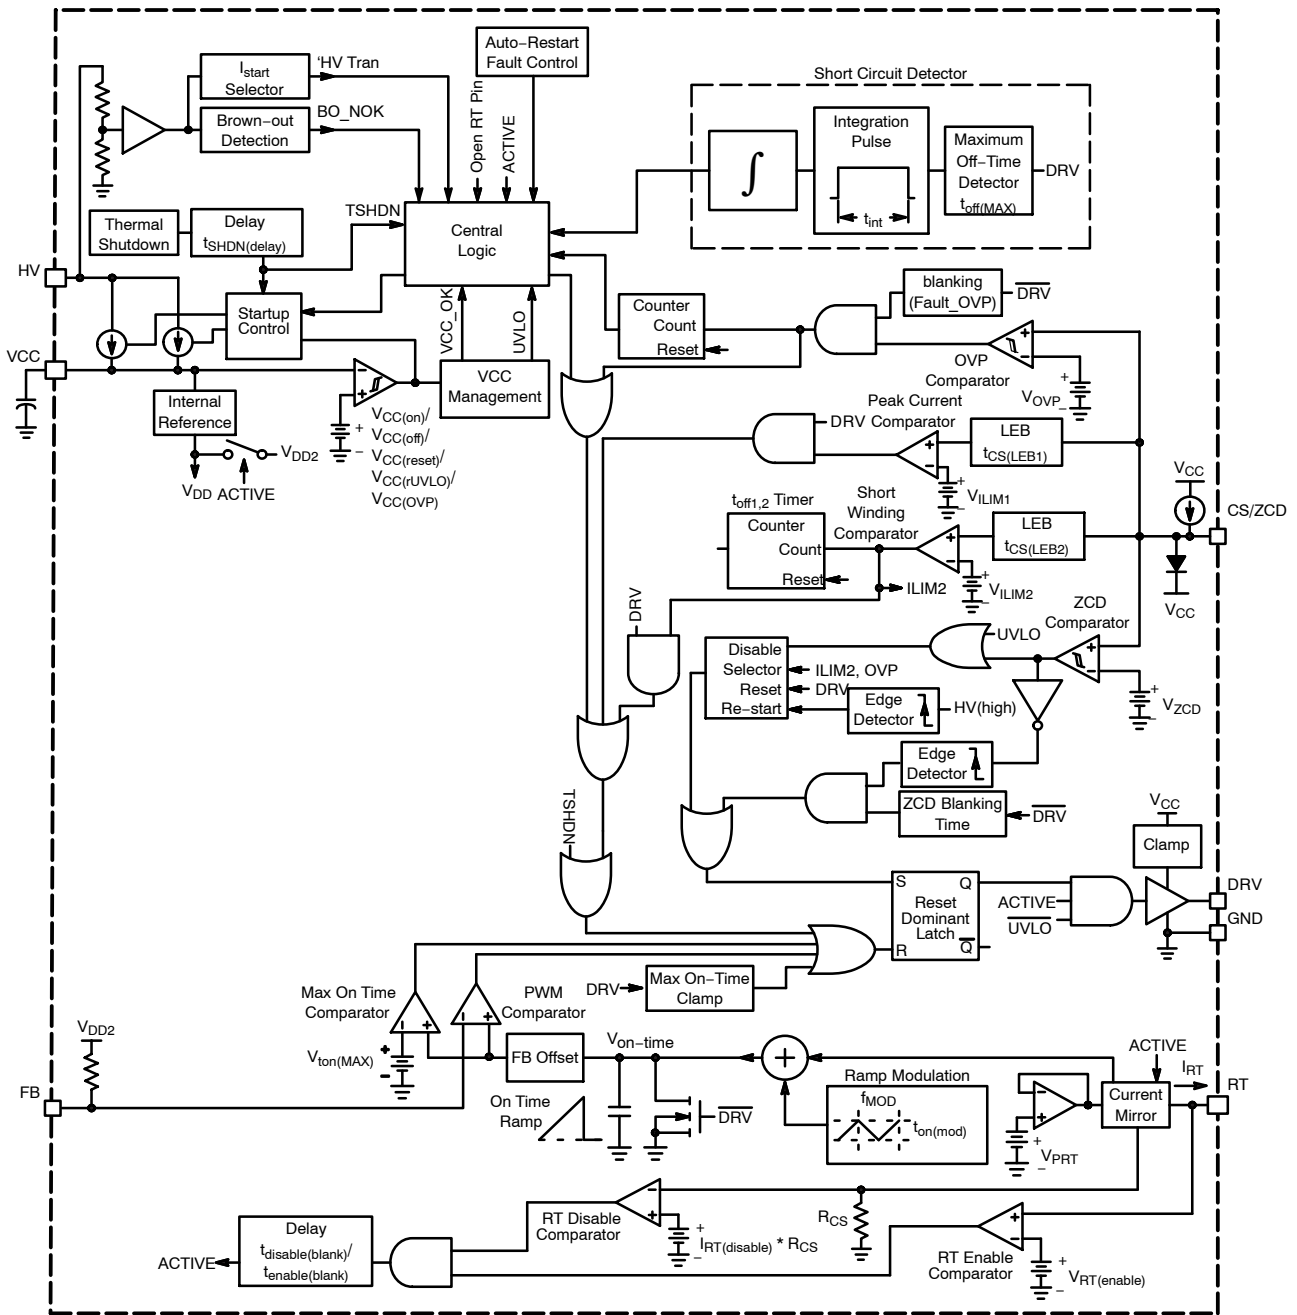 Auto−Restart
Fault Control
Istart
Selector
‘HV Tran
Brown−out
Detection
BO_NOK
Open RT Pin
ACTIVE
Short Circuit Detector
∫
Integration
Pulse
tint
Maximum
Off−Time
Detector
toff(MAX)
DRV
Thermal
Shutdown
Delay
tSHDN(delay)
TSHDN
Central
Logic
HV
Startup
Control
VCC_OK
UVLO
Counter
Count
Reset
blanking
(Fault_OVP)
DRV
OVP
Comparator
+
−
+
−
VOVP
VCC
Internal
Reference
VDD
ACTIVE
VDD2
−
+
+
−
VCC(on)/
VCC(off)/
VCC(reset)/
VCC(rUVLO)/
VCC(OVP)
VCC
Management
Peak Current
Comparator
DRV
+
−
LEB
tCS(LEB1)
+
−
VILIM1
VCC
CS/ZCD
VCC
toff1,2 Timer
Counter
Count
Reset
Short
Winding
Comparator
+
−
LEB
tCS(LEB2)
+
−
VILIM2
ILIM2
DRV
ZCD
Comparator
UVLO
+
−
+
−
VZCD
Disable
Selector
Reset
Re−start
ILIM2, OVP
DRV
Edge
Detector
HV(high)
Edge
Detector
ZCD Blanking
Time
DRV
TSHDN
VCC
Clamp
S
Q
Reset
Dominant
Latch
R
Q
ACTIVE
UVLO
DRV
GND
DRV
Max On−Time
Clamp
Max On Time
Comparator
−
+
PWM
Comparator
−
+
VDD2
Vton(MAX)
+
−
FB Offset
Von−time
+
FB
On Time
Ramp
DRV
Ramp Modulation
fMOD
ton(mod)
ACTIVE
IRT
RT
−
+
Current
Mirror
+
−
VPRT
RT Disable
Comparator
−
+
+
−
IRT(disable) * RCS
RCS
RT Enable
Comparator
+
−
+
−
VRT(enable)
ACTIVE
Delay
tdisable(blank)/
tenable(blank)